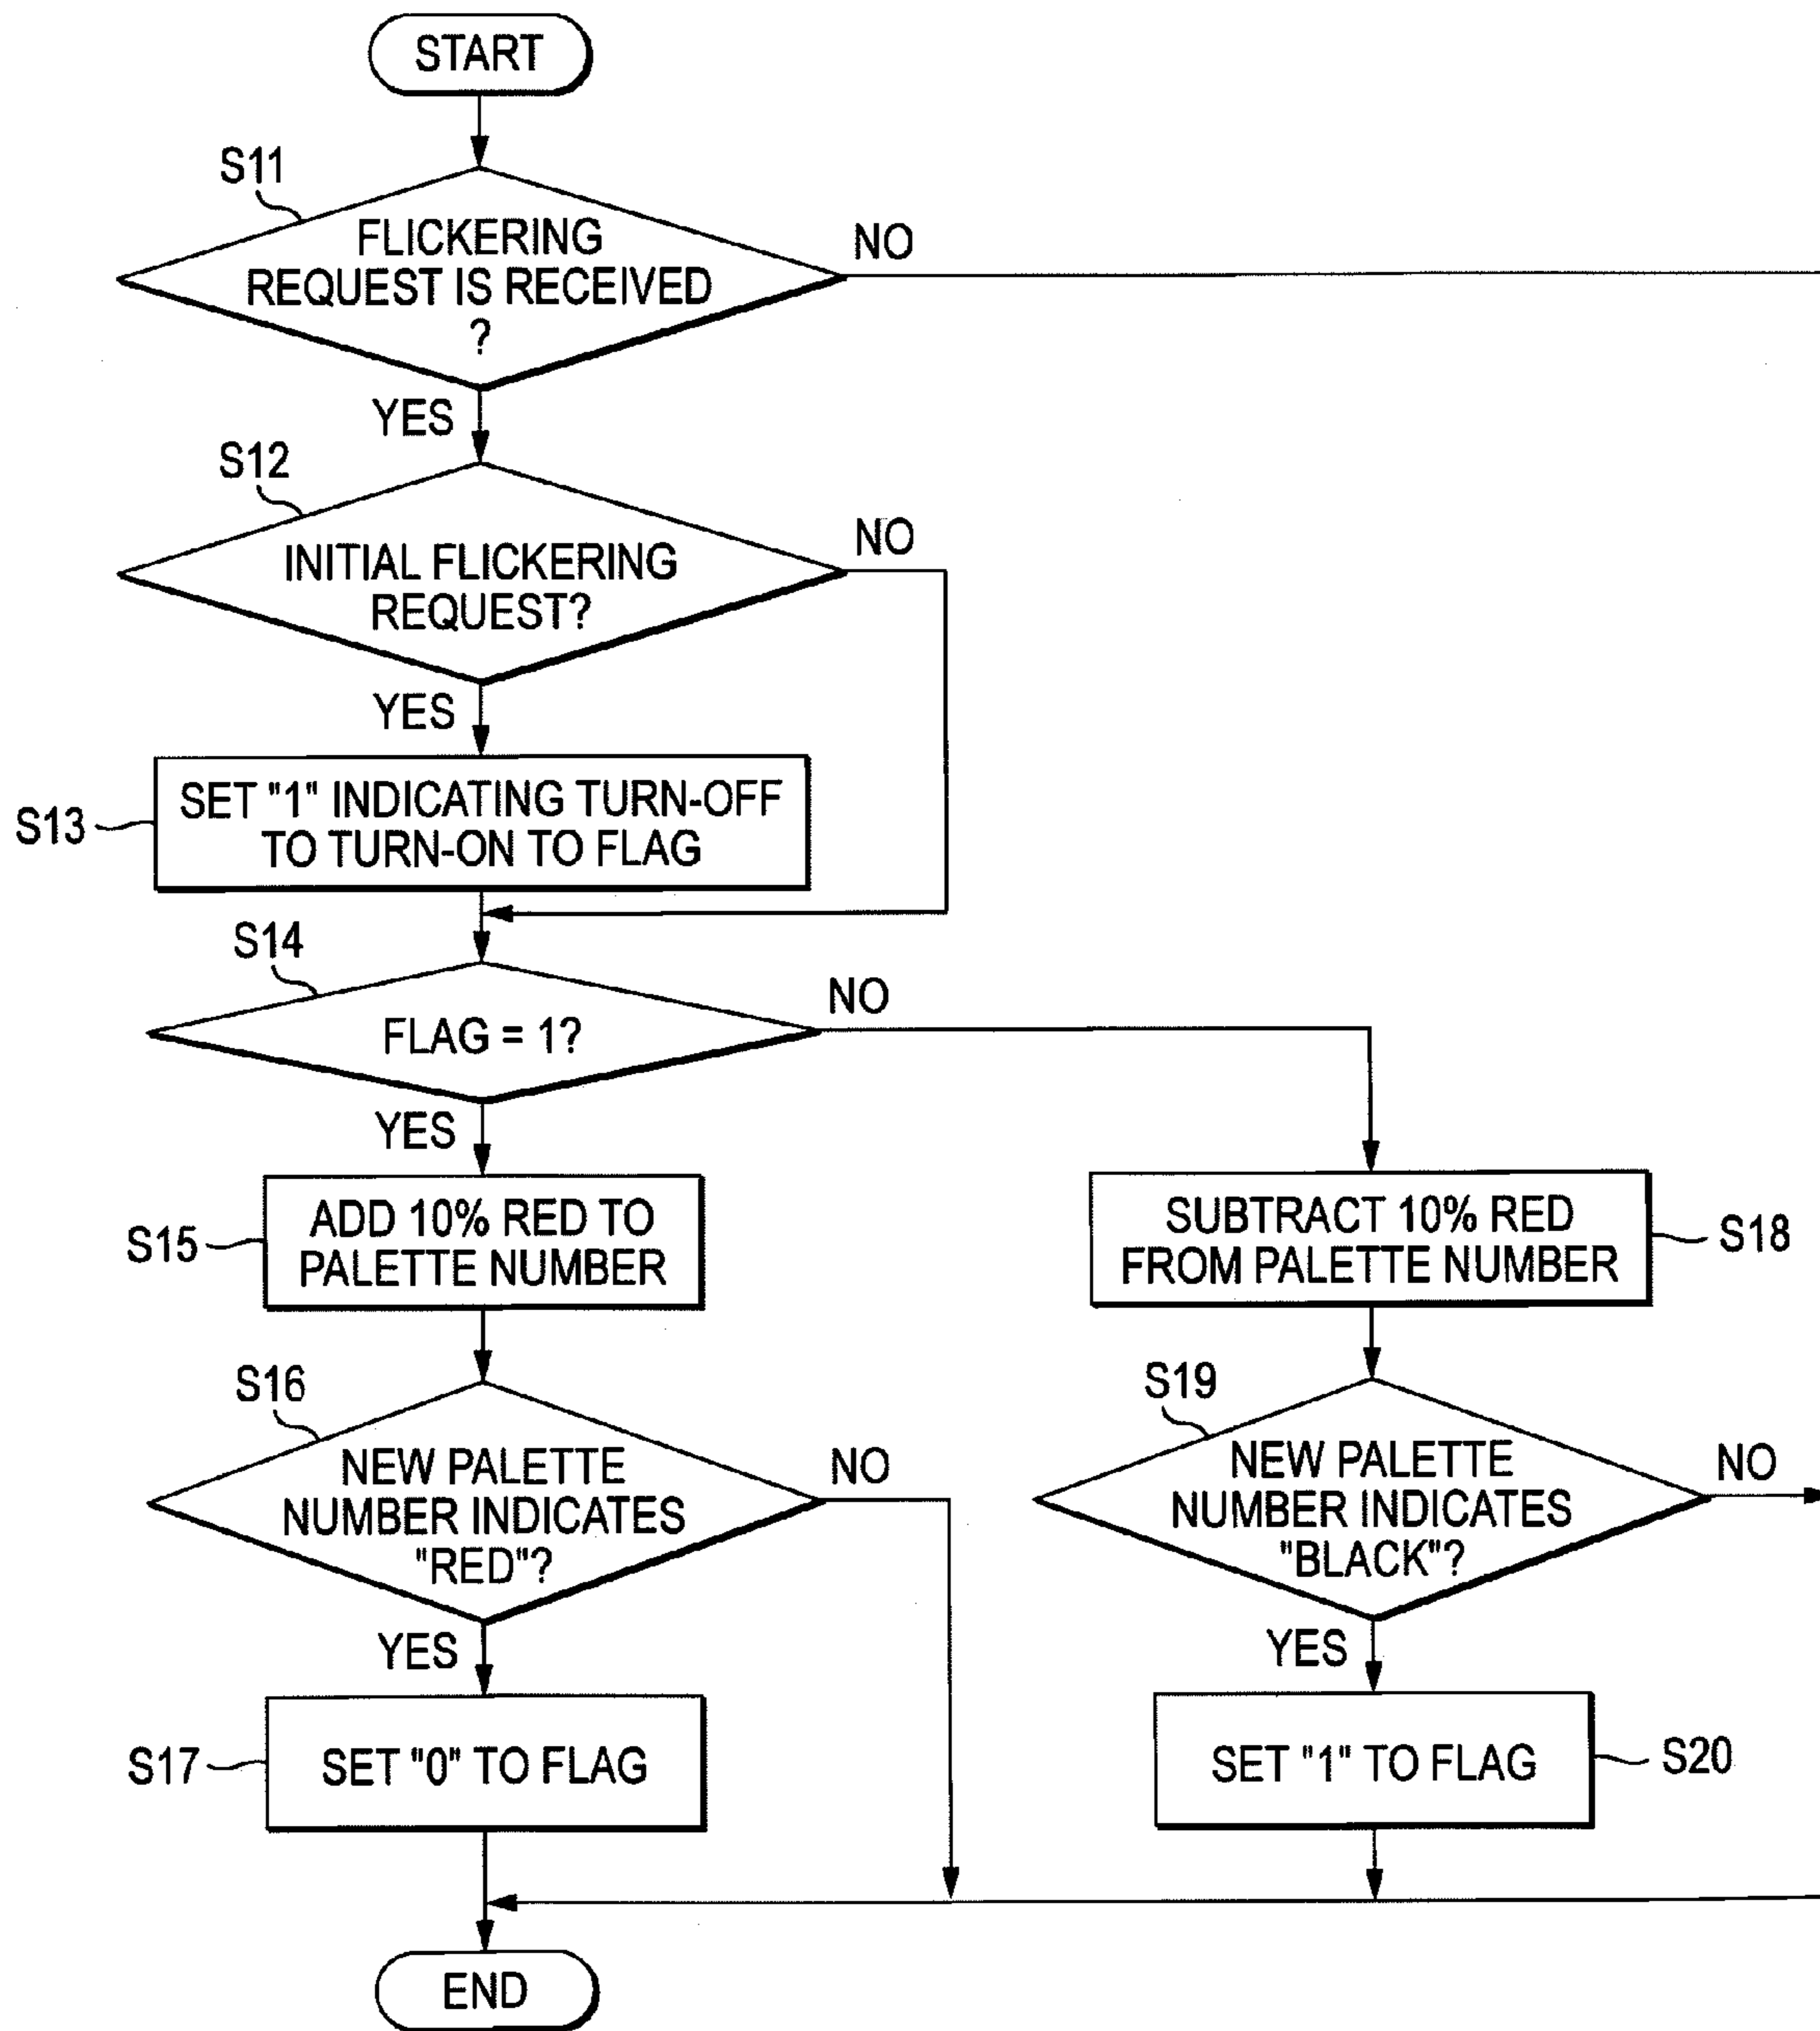 START
S11
FLICKERING
REQUEST IS RECEIVED
?
NO
YES
S12
INITIAL FLICKERING
REQUEST?
NO
YES
S13
SET "1" INDICATING TURN-OFF
TO TURN-ON TO FLAG
S14
FLAG = 1?
NO
YES
S15
ADD 10% RED TO
PALETTE NUMBER
SUBTRACT 10% RED
FROM PALETTE NUMBER
S18
S16
NEW PALETTE
NUMBER INDICATES
"RED"?
NO
YES
S19
NEW PALETTE
NUMBER INDICATES
"BLACK"?
NO
YES
S17
SET "0" TO FLAG
SET "1" TO FLAG
S20
END